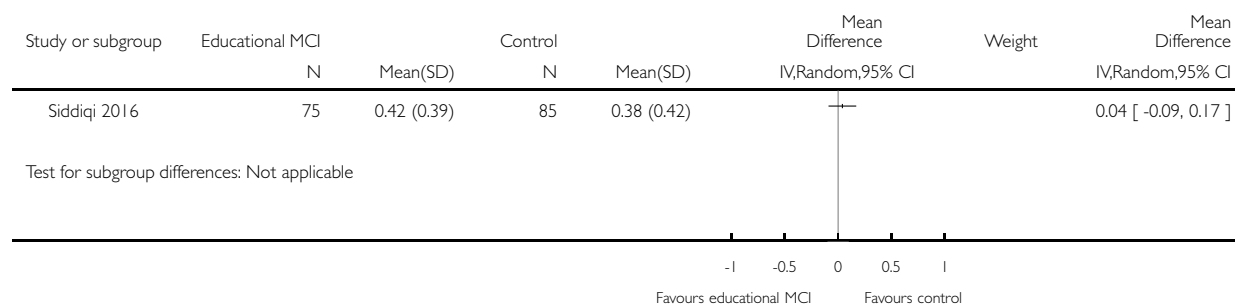 Mean Mean
Study or subgroup Educational MCI Control Difference Weight Difference
N Mean(SD) N Mean(SD) IV,Random,95% CI IV,Random,95% CI
Siddiqi 2016 75 0.42 (0.39) 85 0.38 (0.42) 0.04 [ -0.09, 0.17 ]
Test for subgroup differences: Not applicable
-1 -0.5 0 0.5 1
Favours educational MCI Favours control